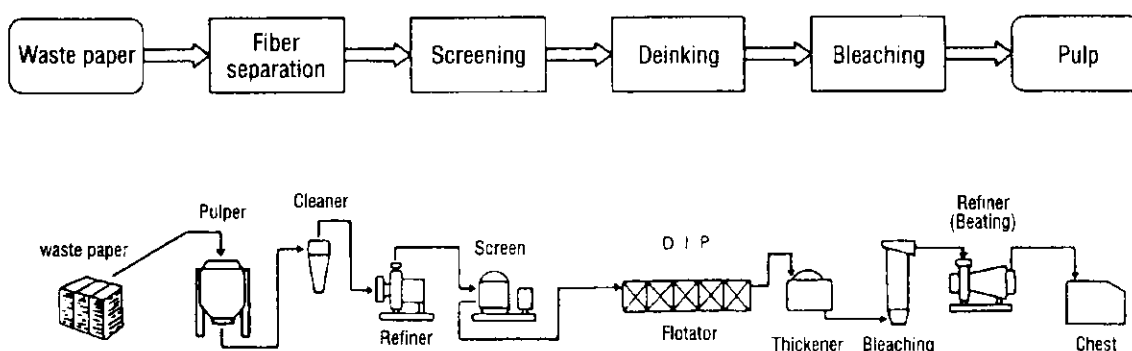 Waste paper
Fiber
separation
Screening
Deinking
Bleaching
Pulp
waste paper
Pulper
Cleaner
Refiner
Screen
D I P
Flotator
Thickener
Bleaching
Refiner
(Beating)
Chest